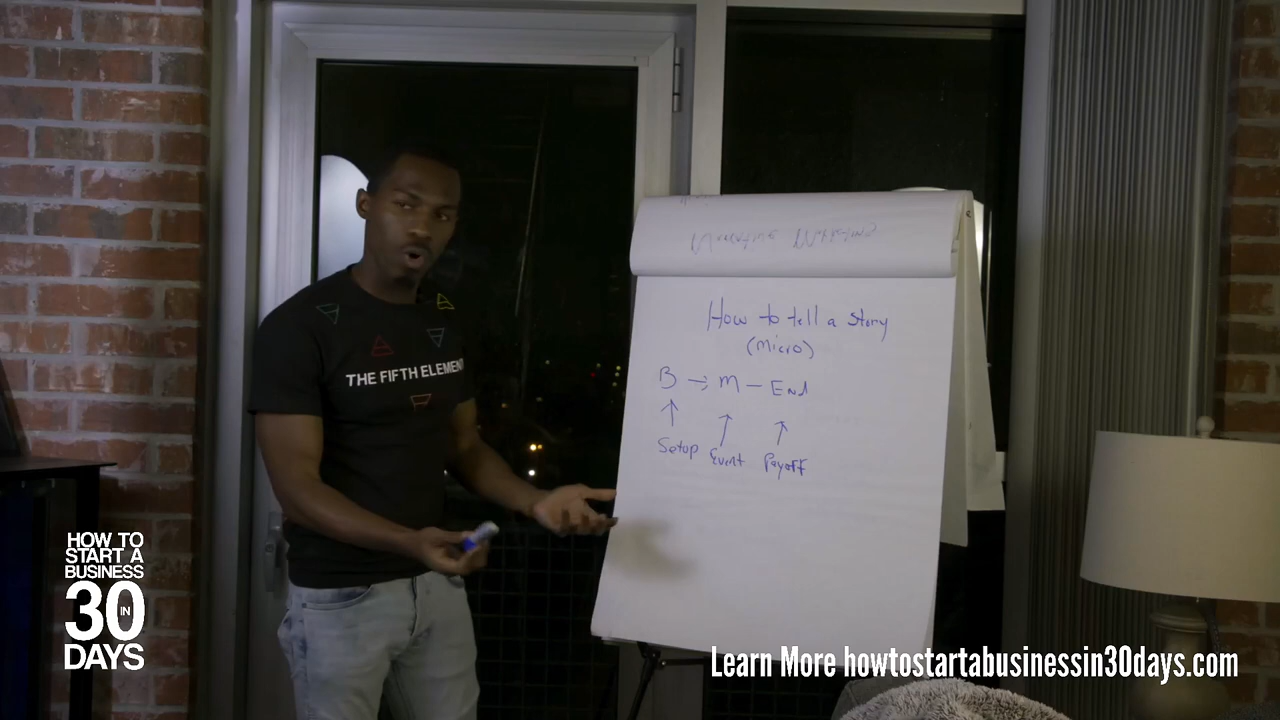 How to tell a Story
(Micro)
B → M - End
Setup Event Payoff
THE FIFTH ELEMENT
HOW TO
START A
BUSINESS
30 IN
DAYS
Learn More howtostartabusinessin30days.com